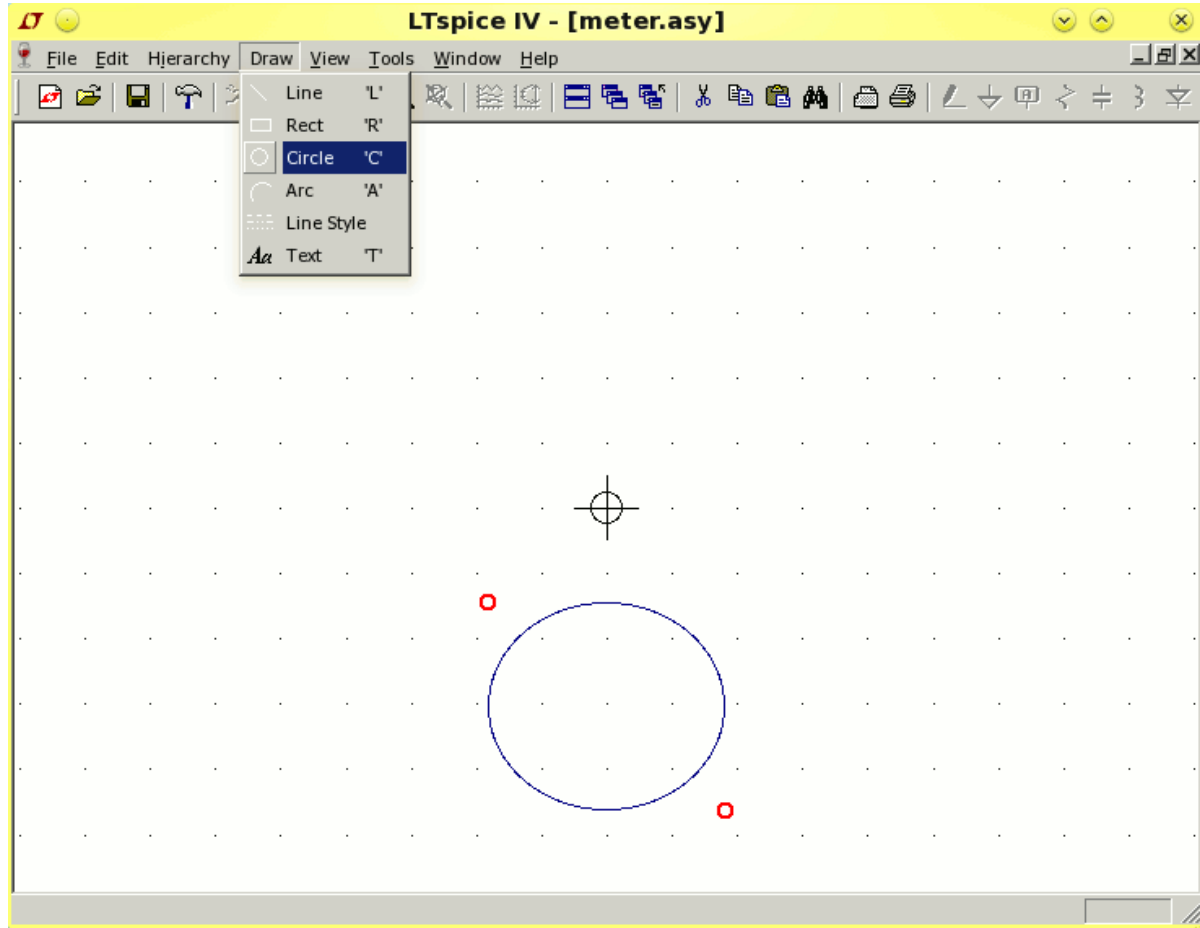 LTspice IV - [meter.asy]
File Edit Hierarchy Draw View Tools Window Help
Line 'L'
Rect 'R'
Circle 'C'
Arc 'A'
Line Style
Aa Text 'T'